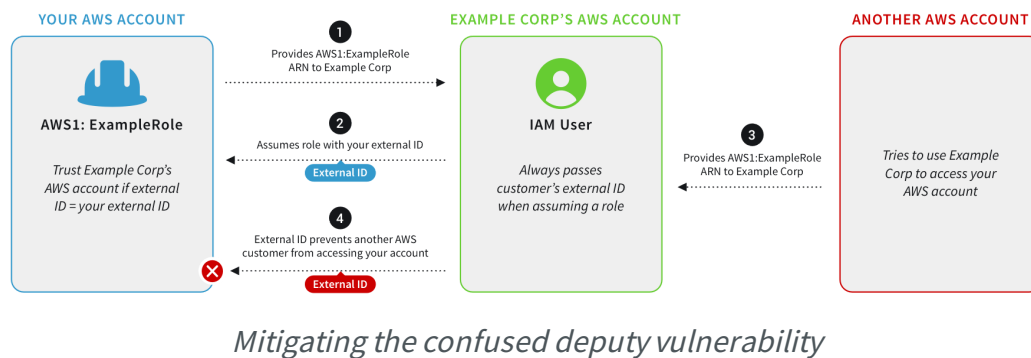 YOUR AWS ACCOUNT
AWS1: ExampleRole
Trust Example Corp's
AWS account if external
ID = your external ID
1
Provides AWS1:ExampleRole
ARN to Example Corp
2
Assumes role with your external ID
External ID
4
External ID prevents another AWS
customer from accessing your account
External ID
EXAMPLE CORP'S AWS ACCOUNT
IAM User
Always passes
customer's external ID
when assuming a role
3
Provides AWS1:ExampleRole
ARN to Example Corp
ANOTHER AWS ACCOUNT
Tries to use Example
Corp to access your
AWS account
Mitigating the confused deputy vulnerability